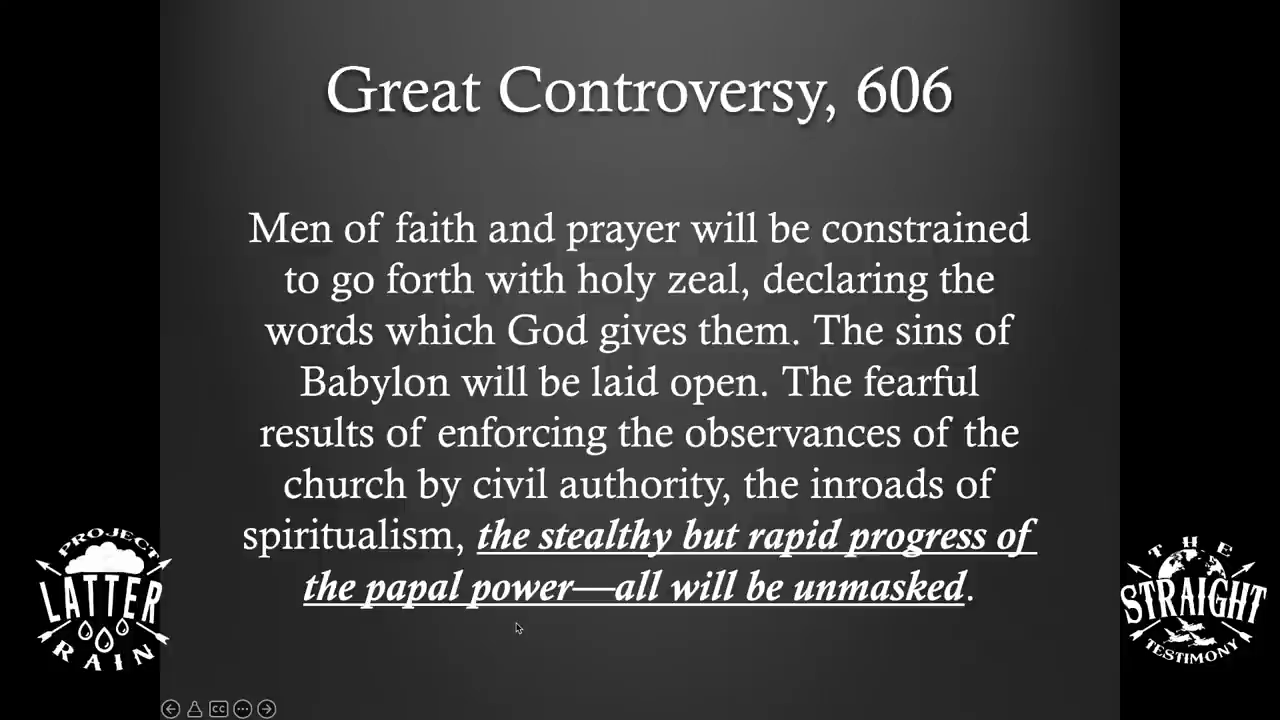 Great Controversy, 606
Men of faith and prayer will be constrained
to go forth with holy zeal, declaring the
words which God gives them. The sins of
Babylon will be laid open. The fearful
results of enforcing the observances of the
church by civil authority, the inroads of
spiritualism, the stealthy but rapid progress of
the papal power—all will be unmasked.
PROJECT
LATTER
RAIN
THE
STRAIGHT
TESTIMONY
CC